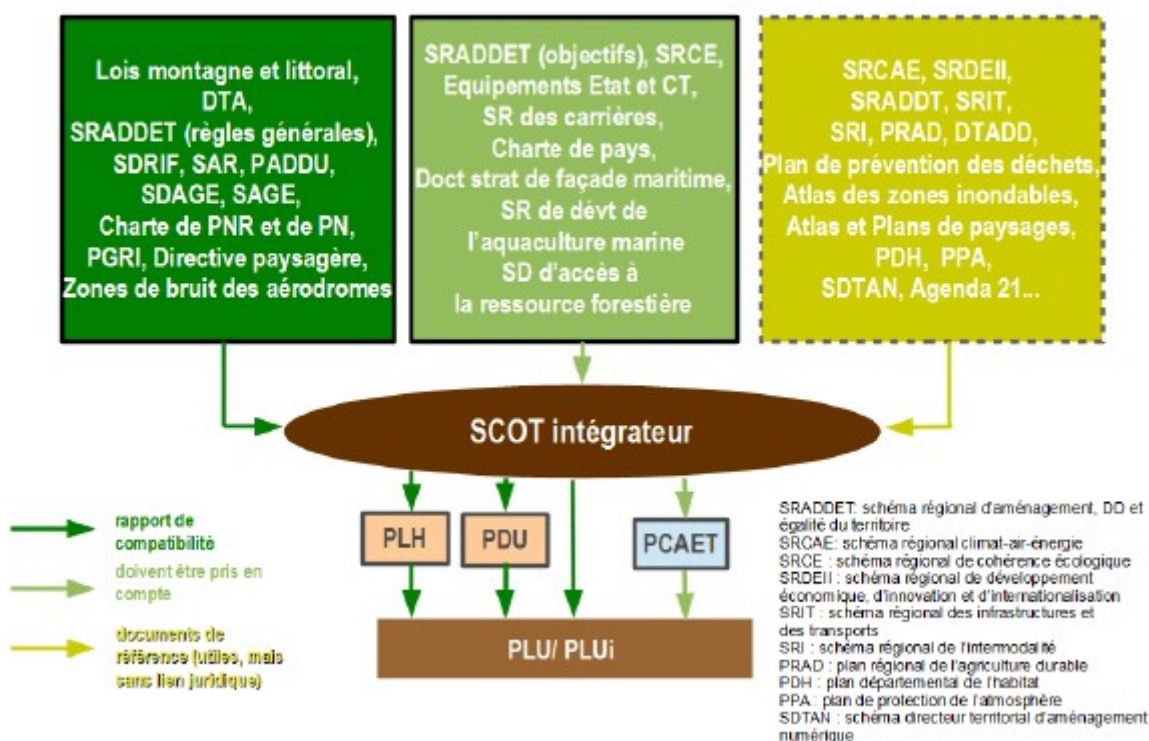 Lois montagne et littoral,
DTA,
SRADDET (règles générales),
SDRIF, SAR, PADDU,
SDAGE, SAGE,
Charte de PNR et de PN,
PGRI, Directive paysagère,
Zones de bruit des aérodromes
SRADDET (objectifs), SRCE,
Equipements Etat et CT,
SR des carrières,
Charte de pays,
Doct strat de façade maritime,
SR de dévt de
l'aquaculture marine
SD d'accès à
la ressource forestière
SRCAE, SRDEII,
SRADDT, SRIT,
SRI, PRAD, DTADD,
Plan de prévention des déchets,
Atlas des zones inondables,
Atlas et Plans de paysages,
PDH, PPA,
SDTAN, Agenda 21...
SCOT intégrateur
PLH
PDU
PCAET
PLU/ PLUi
rapport de
compatibilité
doivent être pris en
compte
documents de
référence (utiles, mais
sans lien juridique)
SRADDET: schéma régional d'aménagement, DD et
égalité du territoire
SRCAE: schéma régional climat-air-énergie
SRCE : schéma régional de cohérence écologique
SRDEII : schéma régional de développement
économique, d'innovation et d'internationalisation
SRIT : schéma régional des infrastructures et
des transports
SRI : schéma régional de l'intermodalité
PRAD : plan régional de l'agriculture durable
PDH : plan départemental de l'habitat
PPA : plan de protection de l'atmosphère
SDTAN : schéma directeur territorial d'aménagement
numérique